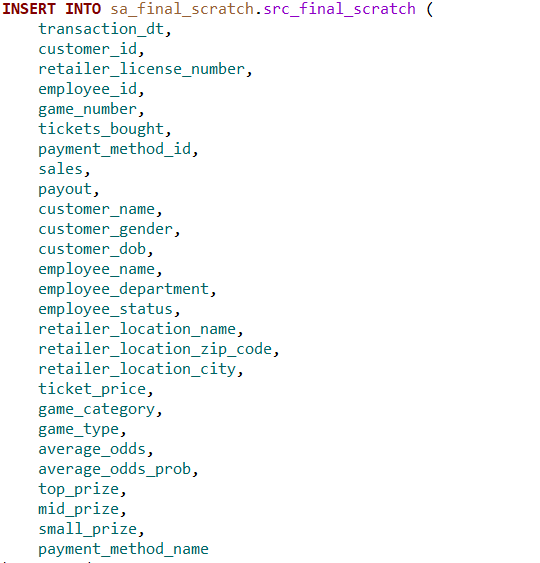 INSERT INTO sa_final_scratch.src_final_scratch (
transaction_dt,
customer_id,
retailer_license_number,
employee_id,
game_number,
tickets_bought,
payment_method_id,
sales,
payout,
customer_name,
customer_gender,
customer_dob,
employee_name,
employee_department,
employee_status,
retailer_location_name,
retailer_location_zip_code,
retailer_location_city,
ticket_price,
game_category,
game_type,
average_odds,
average_odds_prob,
top_prize,
mid_prize,
small_prize,
payment_method_name